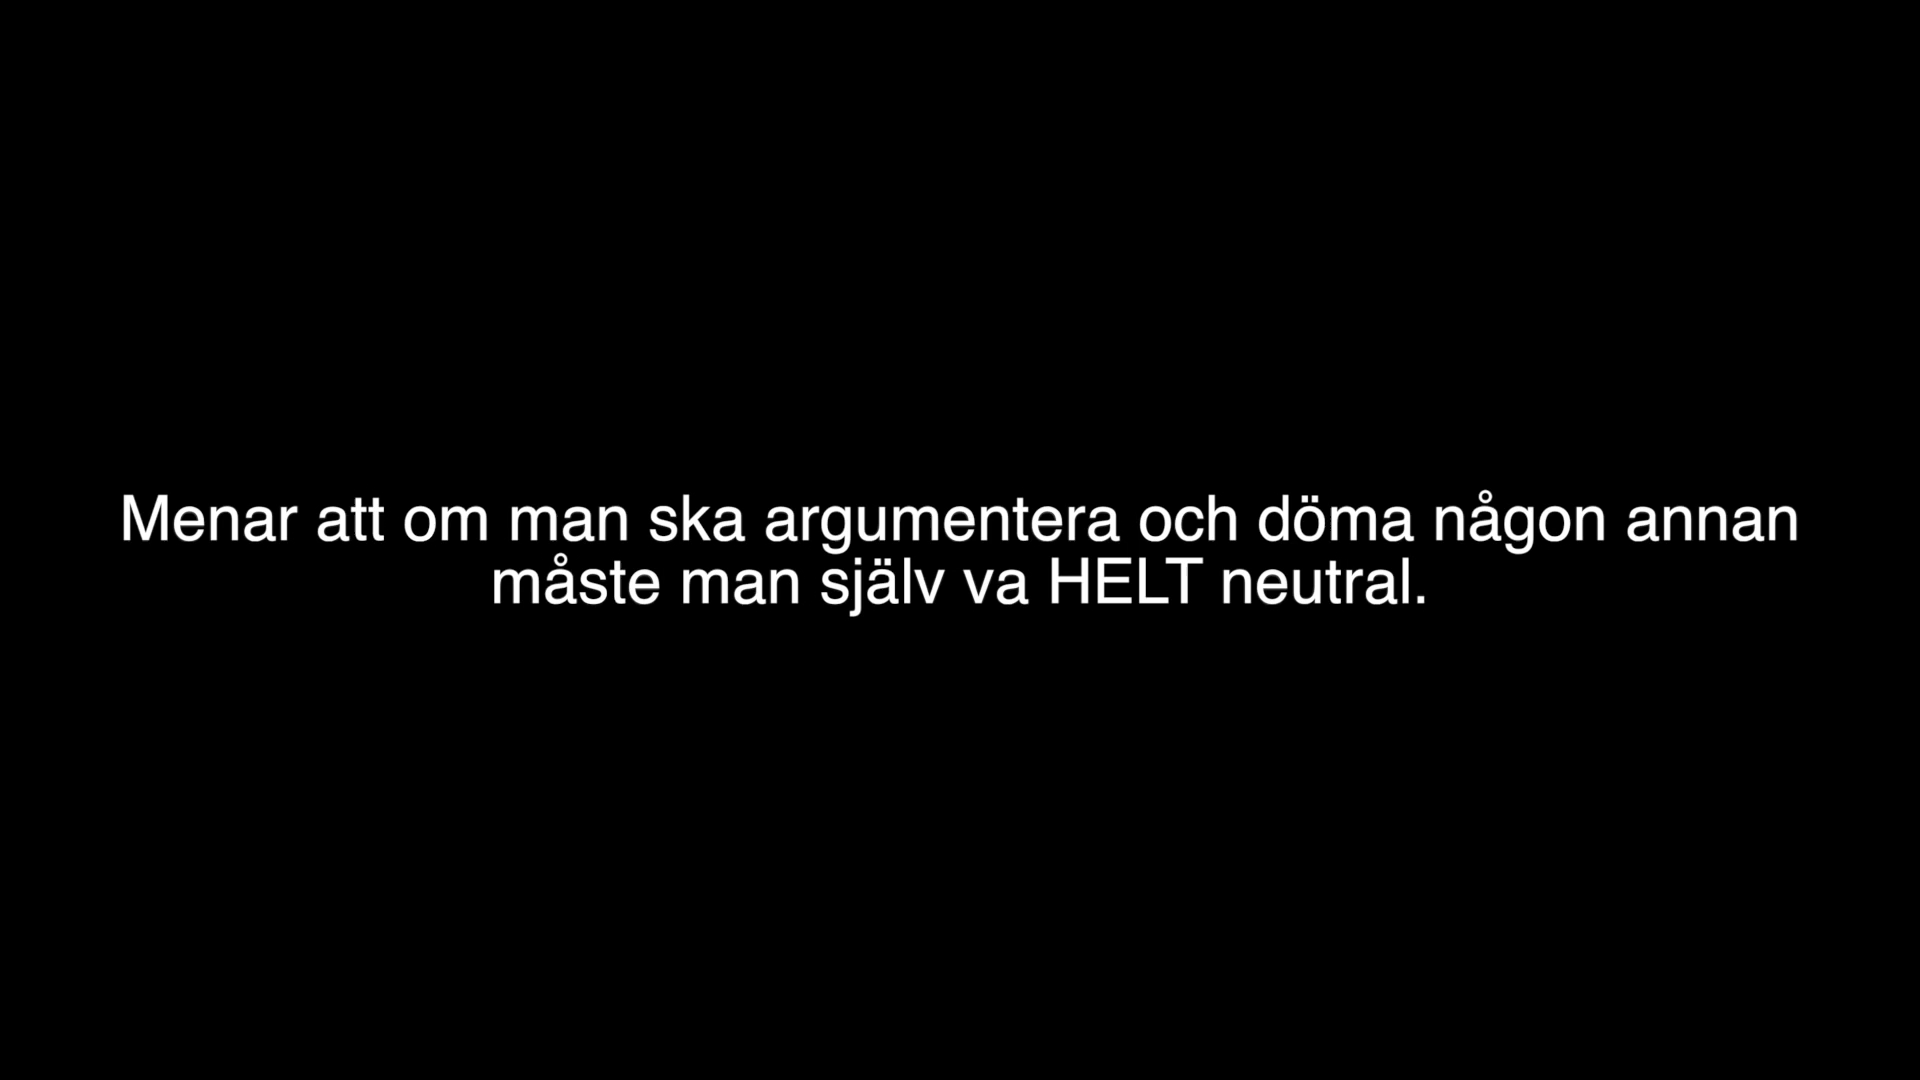 Menar att om man ska argumentera och döma någon annan
måste man själv va HELT neutral.